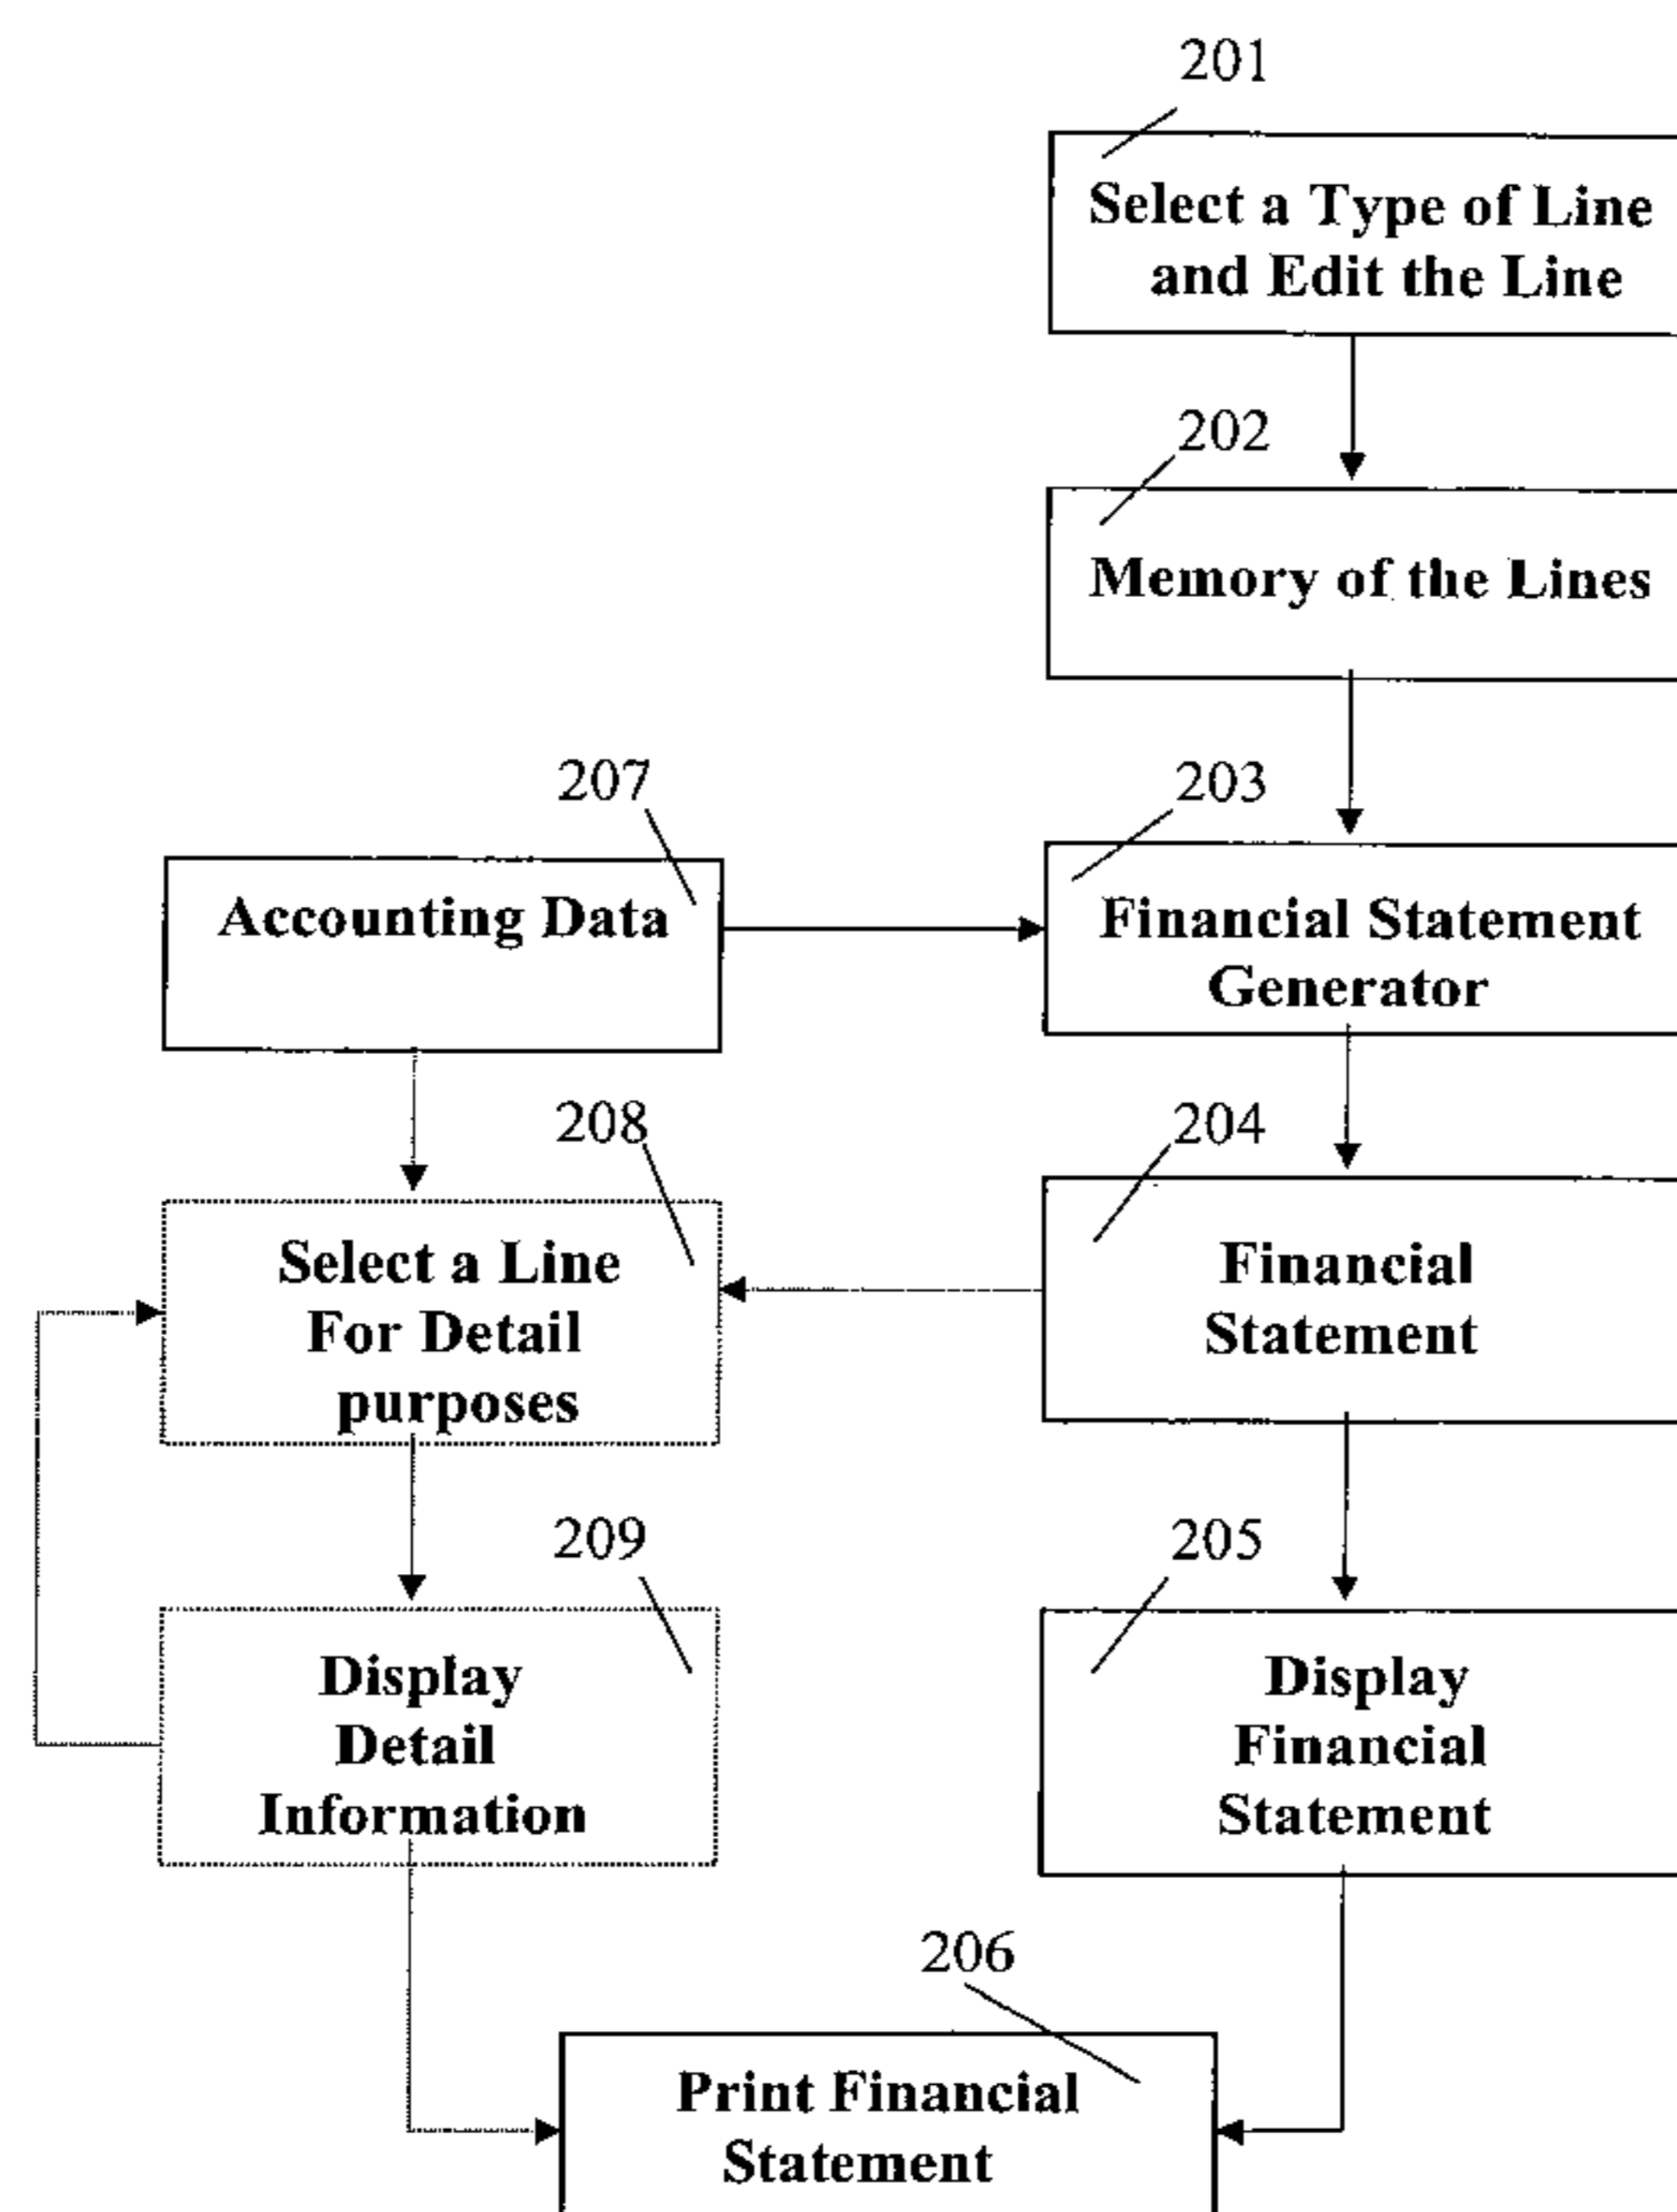 201
Select a Type of Line
and Edit the Line
202
Memory of the Lines
207
203
Accounting Data
Financial Statement
Generator
208
204
Select a Line
For Detail
purposes
Financial
Statement
209
205
Display
Detail
Information
Display
Financial
Statement
206
Print Financial
Statement